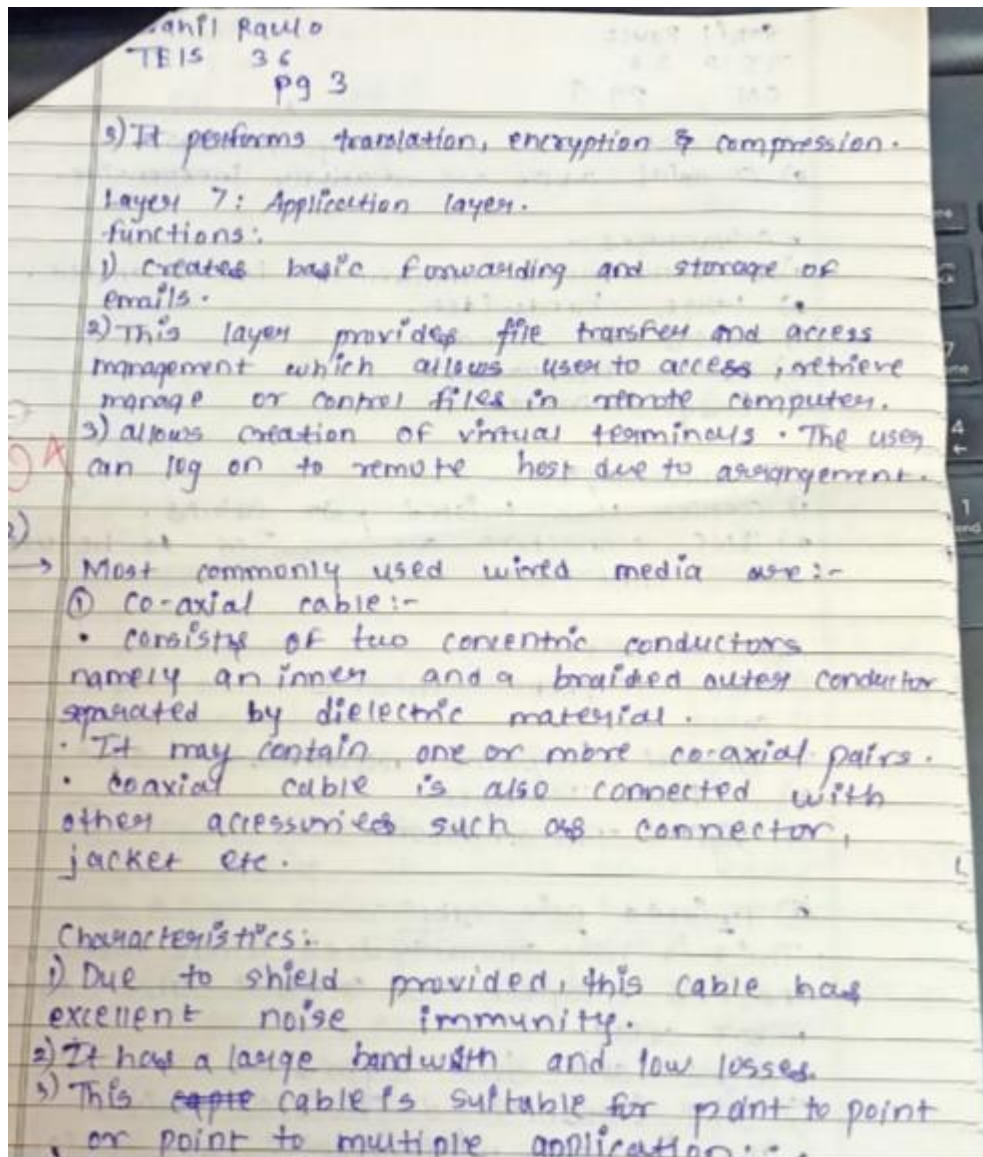 Raulo
TE15 36
pg 3
3) It performs translation, encryption & compression.
Layer 7: Application layer.
functions:
1) creates basic forwarding and storage of
emails.
2) This layer provides file transfer and access
management which allows user to access, retrieve
manage or control files in remote computer.
3) allows creation of virtual terminals. The user
can log on to remote host due to arrangement.
→ Most commonly used wired media are:-
① co-axial cable:-
• consists of two concentric conductors
namely an inner and a braided outer conductor
separated by dielectric material.
• It may contain one or more co-axial pairs.
• coaxial cable is also connected with
other accessories such as connector,
jacket etc.
Characteristics:
1) Due to shield provided, this cable has
excellent noise immunity.
2) It has a large bandwidth and low losses.
3) This cable is suitable for point to point
or point to multiple application.